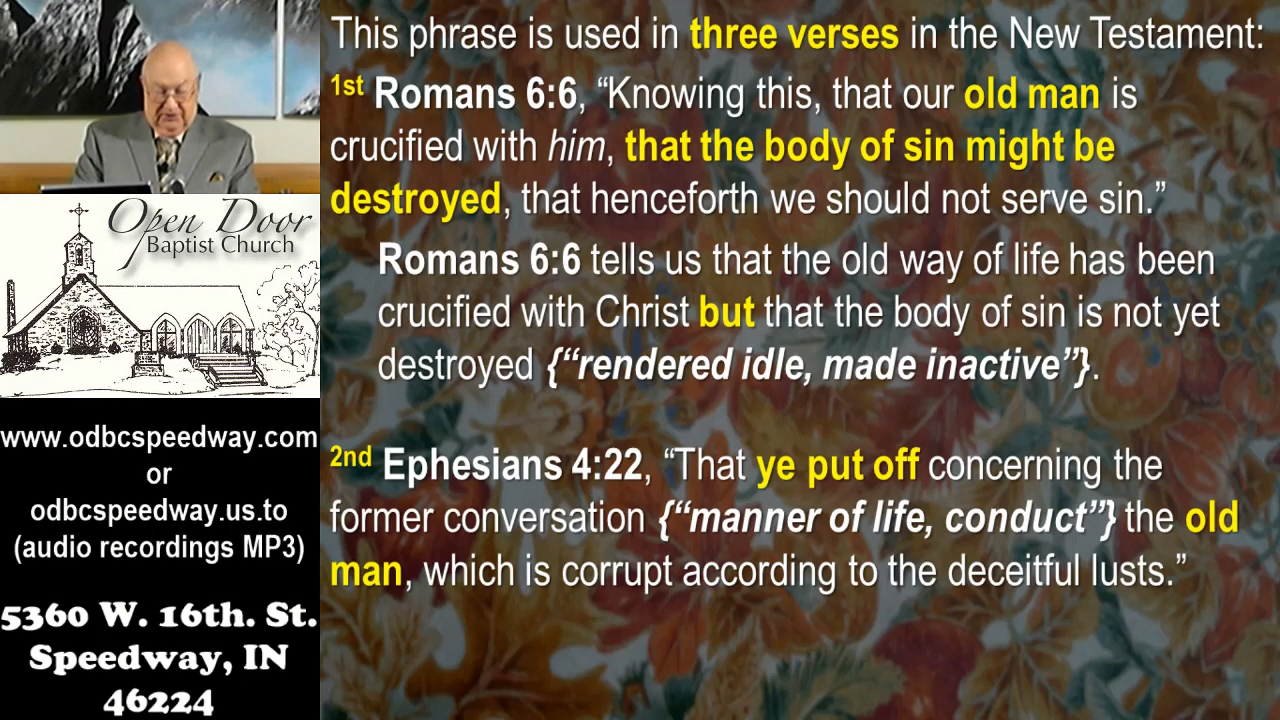 Open Door
Baptist Church
www.odbcspeedway.com
or
odbcspeedway.us.to
(audio recordings MP3)
5360 W. 16th. St.
Speedway, IN
46224
This phrase is used in three verses in the New Testament:
1st Romans 6:6, “Knowing this, that our old man is
crucified with him, that the body of sin might be
destroyed, that henceforth we should not serve sin.”
Romans 6:6 tells us that the old way of life has been
crucified with Christ but that the body of sin is not yet
destroyed {“rendered idle, made inactive”}.
2nd Ephesians 4:22, “That ye put off concerning the
former conversation {“manner of life, conduct”} the old
man, which is corrupt according to the deceitful lusts.”